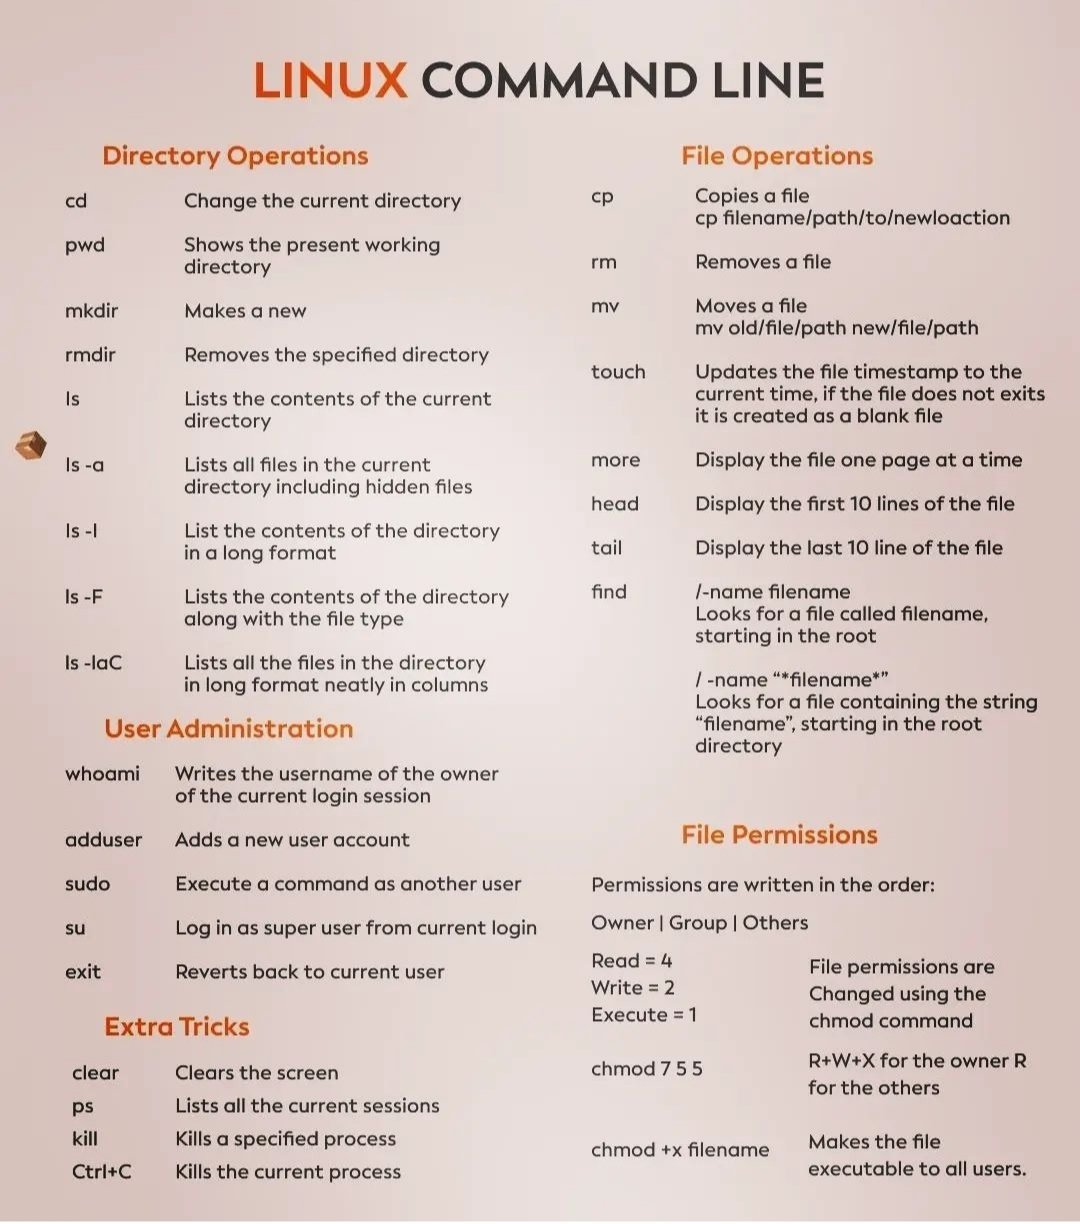 LINUX COMMAND LINE
Directory Operations
cd Change the current directory
pwd Shows the present working
directory
mkdir Makes a new
rmdir Removes the specified directory
ls Lists the contents of the current
directory
ls -a Lists all files in the current
directory including hidden files
ls -l List the contents of the directory
in a long format
ls -F Lists the contents of the directory
along with the file type
ls -laC Lists all the files in the directory
in long format neatly in columns
User Administration
whoami Writes the username of the owner
of the current login session
adduser Adds a new user account
sudo Execute a command as another user
su Log in as super user from current login
exit Reverts back to current user
Extra Tricks
clear Clears the screen
ps Lists all the current sessions
kill Kills a specified process
Ctrl+C Kills the current process
File Operations
cp Copies a file
cp filename/path/to/newloaction
rm Removes a file
mv Moves a file
mv old/file/path new/file/path
touch Updates the file timestamp to the
current time, if the file does not exits
it is created as a blank file
more Display the file one page at a time
head Display the first 10 lines of the file
tail Display the last 10 line of the file
find /-name filename
Looks for a file called filename,
starting in the root
/ -name “*filename*”
Looks for a file containing the string
“filename”, starting in the root
directory
File Permissions
Permissions are written in the order:
Owner | Group | Others
Read = 4
Write = 2
Execute = 1
File permissions are
Changed using the
chmod command
chmod 7 5 5 R+W+X for the owner R
for the others
chmod +x filename Makes the file
executable to all users.